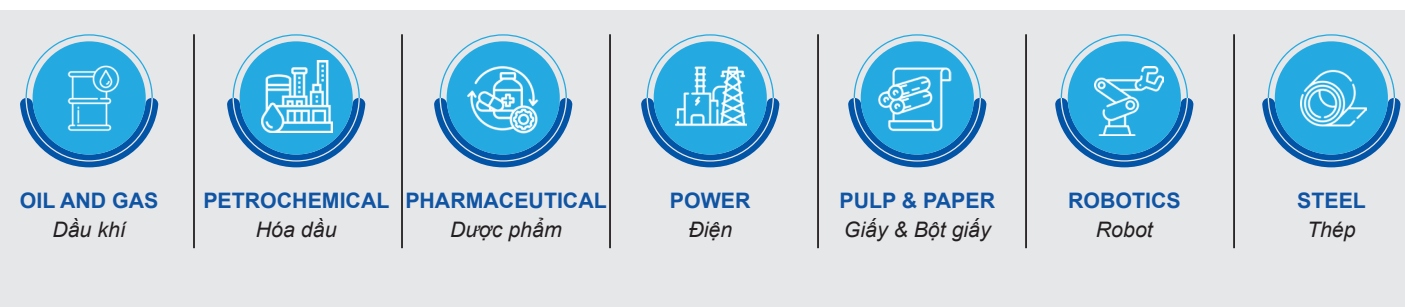 OIL AND GAS
Dầu khí
PETROCHEMICAL
Hóa dầu
PHARMACEUTICAL
Dược phẩm
POWER
Điện
PULP & PAPER
Giấy & Bột giấy
ROBOTICS
Robot
STEEL
Thép